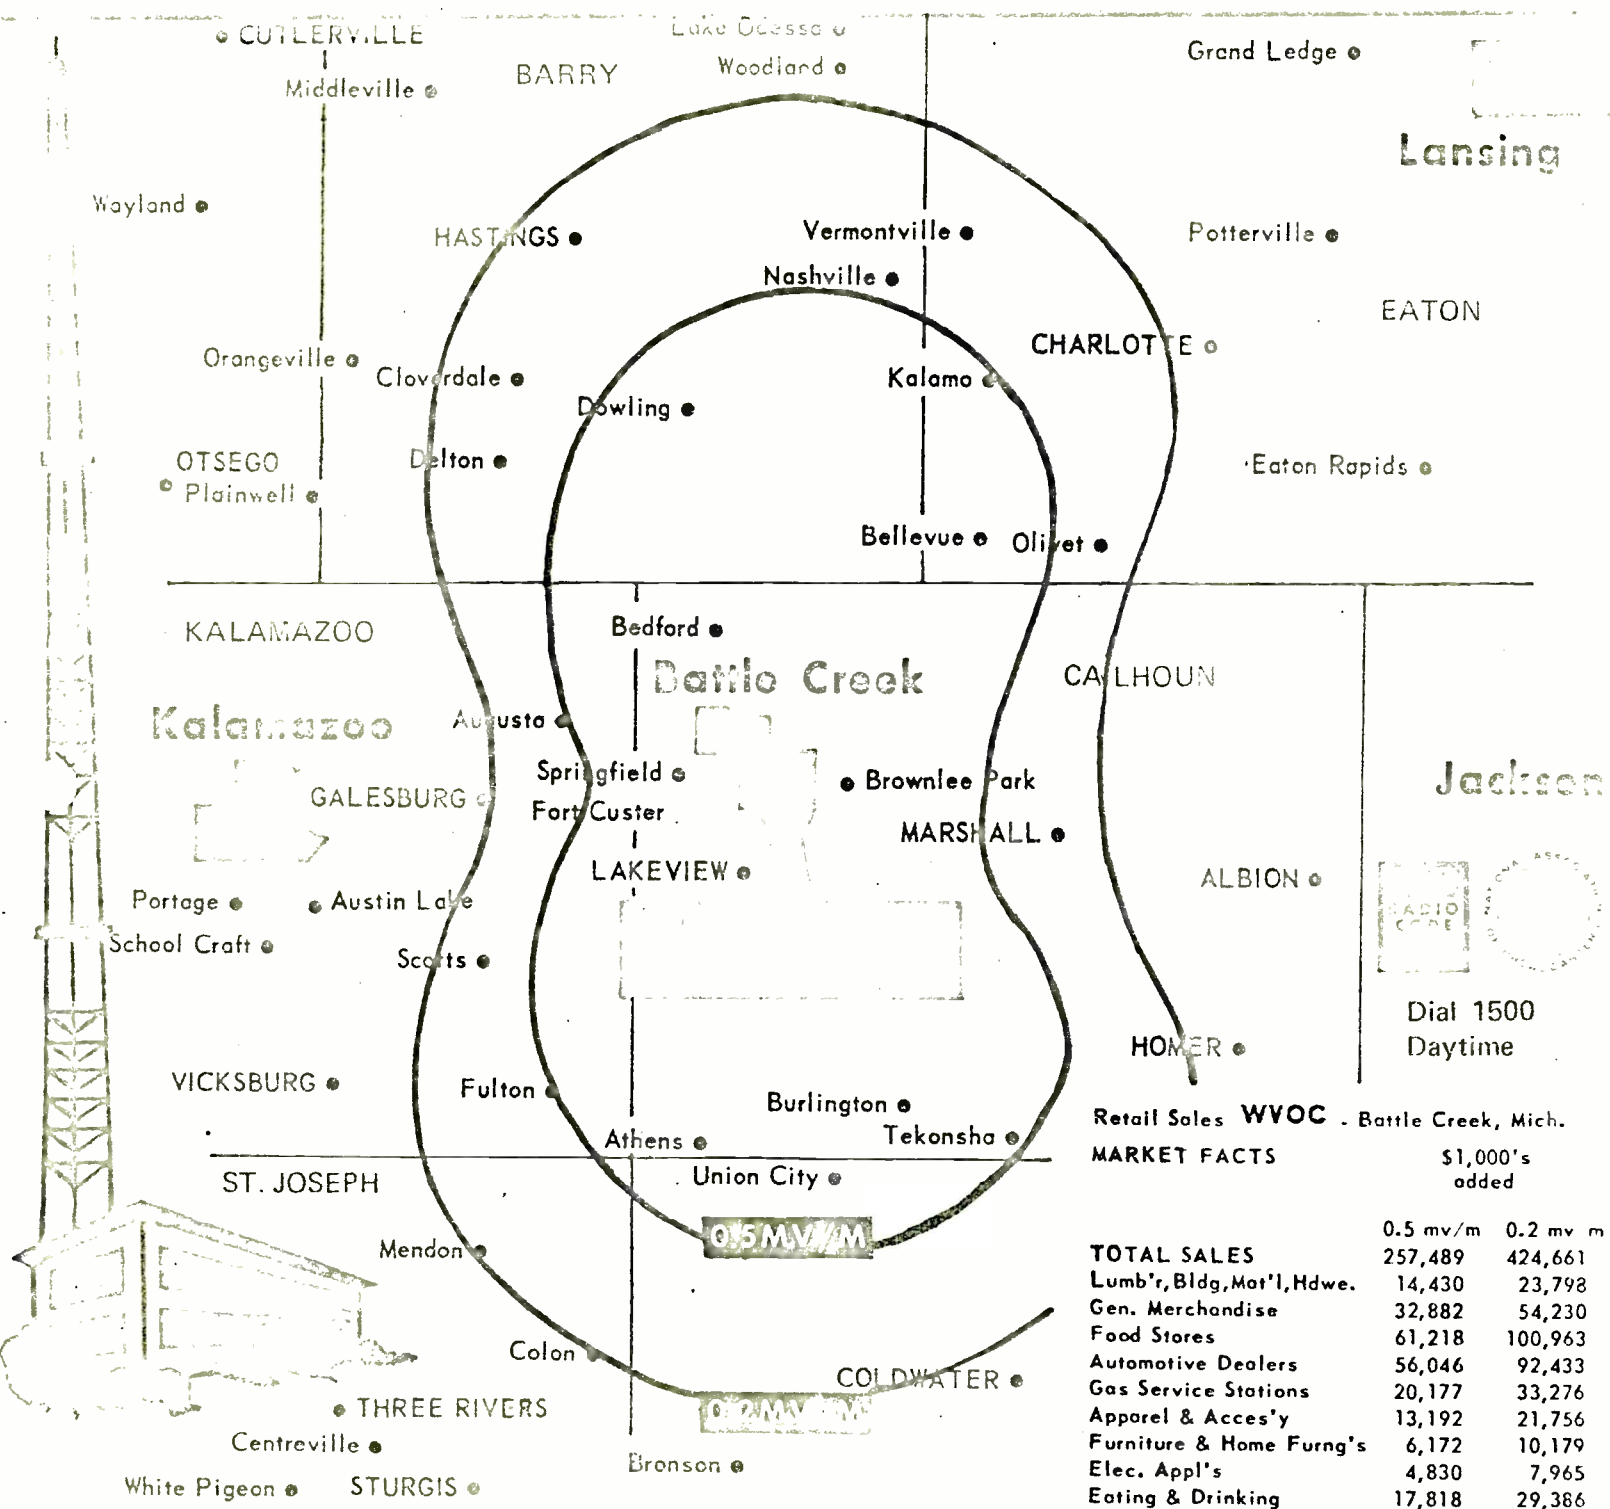 CUTLERVILLE
Lake Odessa
Grand Ledge
Woodland
BARRY
Middleville
Lansing
Wayland
HASTINGS
Vermontville
Potterville
Nashville
EATON
CHARLOTTE
Orangeville
Cloverdale
Kalamo
Dowling
OTSEGO
Delton
Eaton Rapids
Plainwell
Bellevue
Olivet
KALAMAZOO
Bedford
Battle Creek
CALHOUN
Kalamazoo
Augusta
Springfield
Brownlee Park
Jackson
GALESBURG
Fort Custer
MARSHALL
LAKEVIEW
ALBION
Portage
Austin Lake
RADIO
CODE
School Craft
Scotts
Dial 1500
Daytime
HOMER
VICKSBURG
Fulton
Burlington
Athens
Tekonsha
Union City
ST. JOSEPH
0.5 MV/M
Mendon
Colon
COLDWATER
0.2 MV/M
THREE RIVERS
Centreville
Bronson
White Pigeon
STURGIS
Retail Sales WVOC - Battle Creek, Mich.
MARKET FACTS $1,000's
added
0.5 mv/m 0.2 mv m
TOTAL SALES 257,489 424,661
Lumb'r,Bldg,Mat'l,Hdwe. 14,430 23,798
Gen. Merchandise 32,882 54,230
Food Stores 61,218 100,963
Automotive Dealers 56,046 92,433
Gas Service Stations 20,177 33,276
Apparel & Acces'y 13,192 21,756
Furniture & Home Furng's 6,172 10,179
Elec. Appl's 4,830 7,965
Eating & Drinking 17,818 29,386